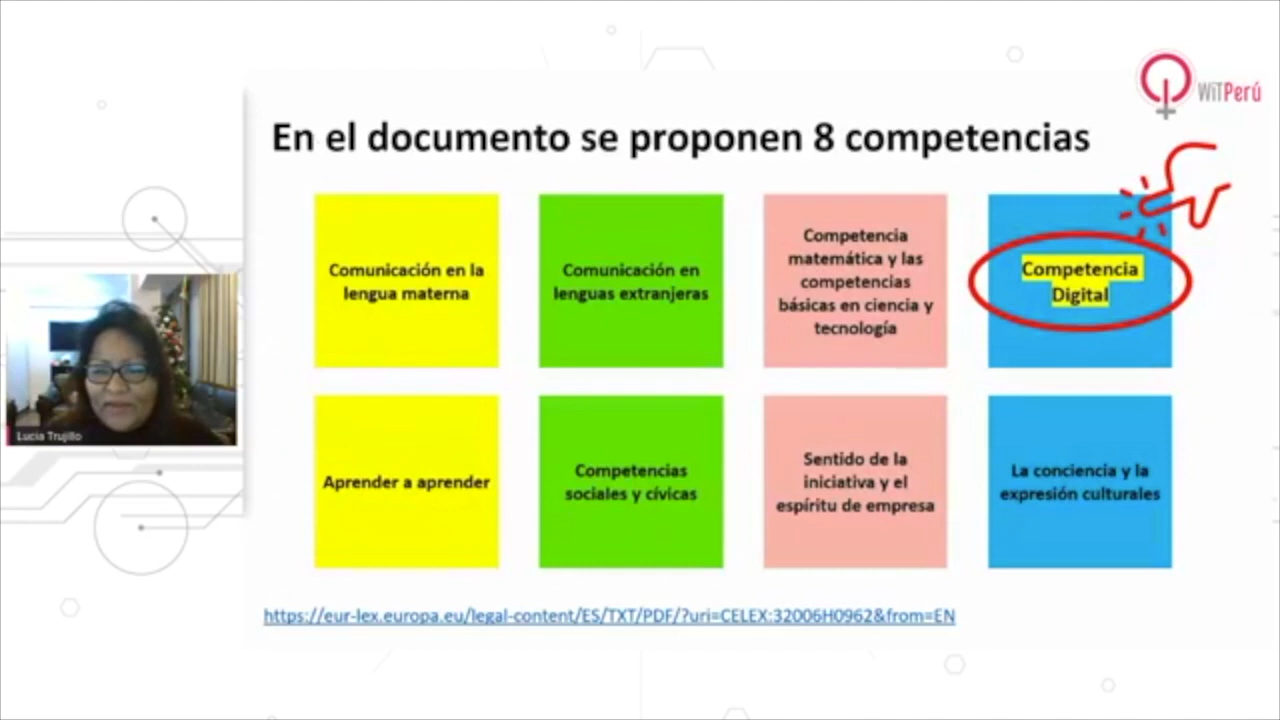 WiTPerú
En el documento se proponen 8 competencias
Comunicación en la
lengua materna
Comunicación en
lenguas extranjeras
Competencia
matemática y las
competencias
básicas en ciencia y
tecnología
Competencia
Digital
Aprender a aprender
Competencias
sociales y cívicas
Sentido de la
iniciativa y el
espíritu de empresa
La conciencia y la
expresión culturales
Lucia Trujillo
https://eur-lex.europa.eu/legal-content/ES/TXT/PDF/?uri=CELEX:32006H0962&from=EN